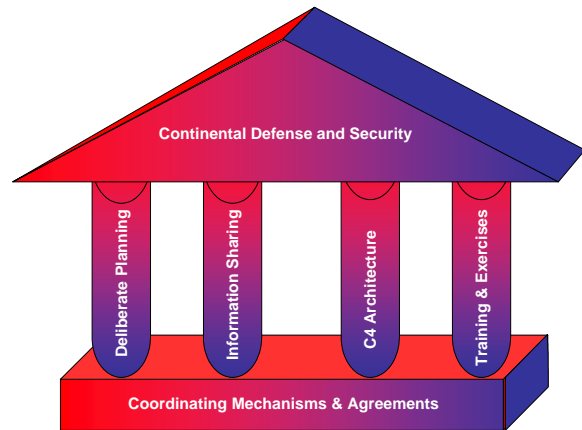 Continental Defense and Security
Deliberate Planning
Information Sharing
C4 Architecture
Training & Exercises
Coordinating Mechanisms & Agreements